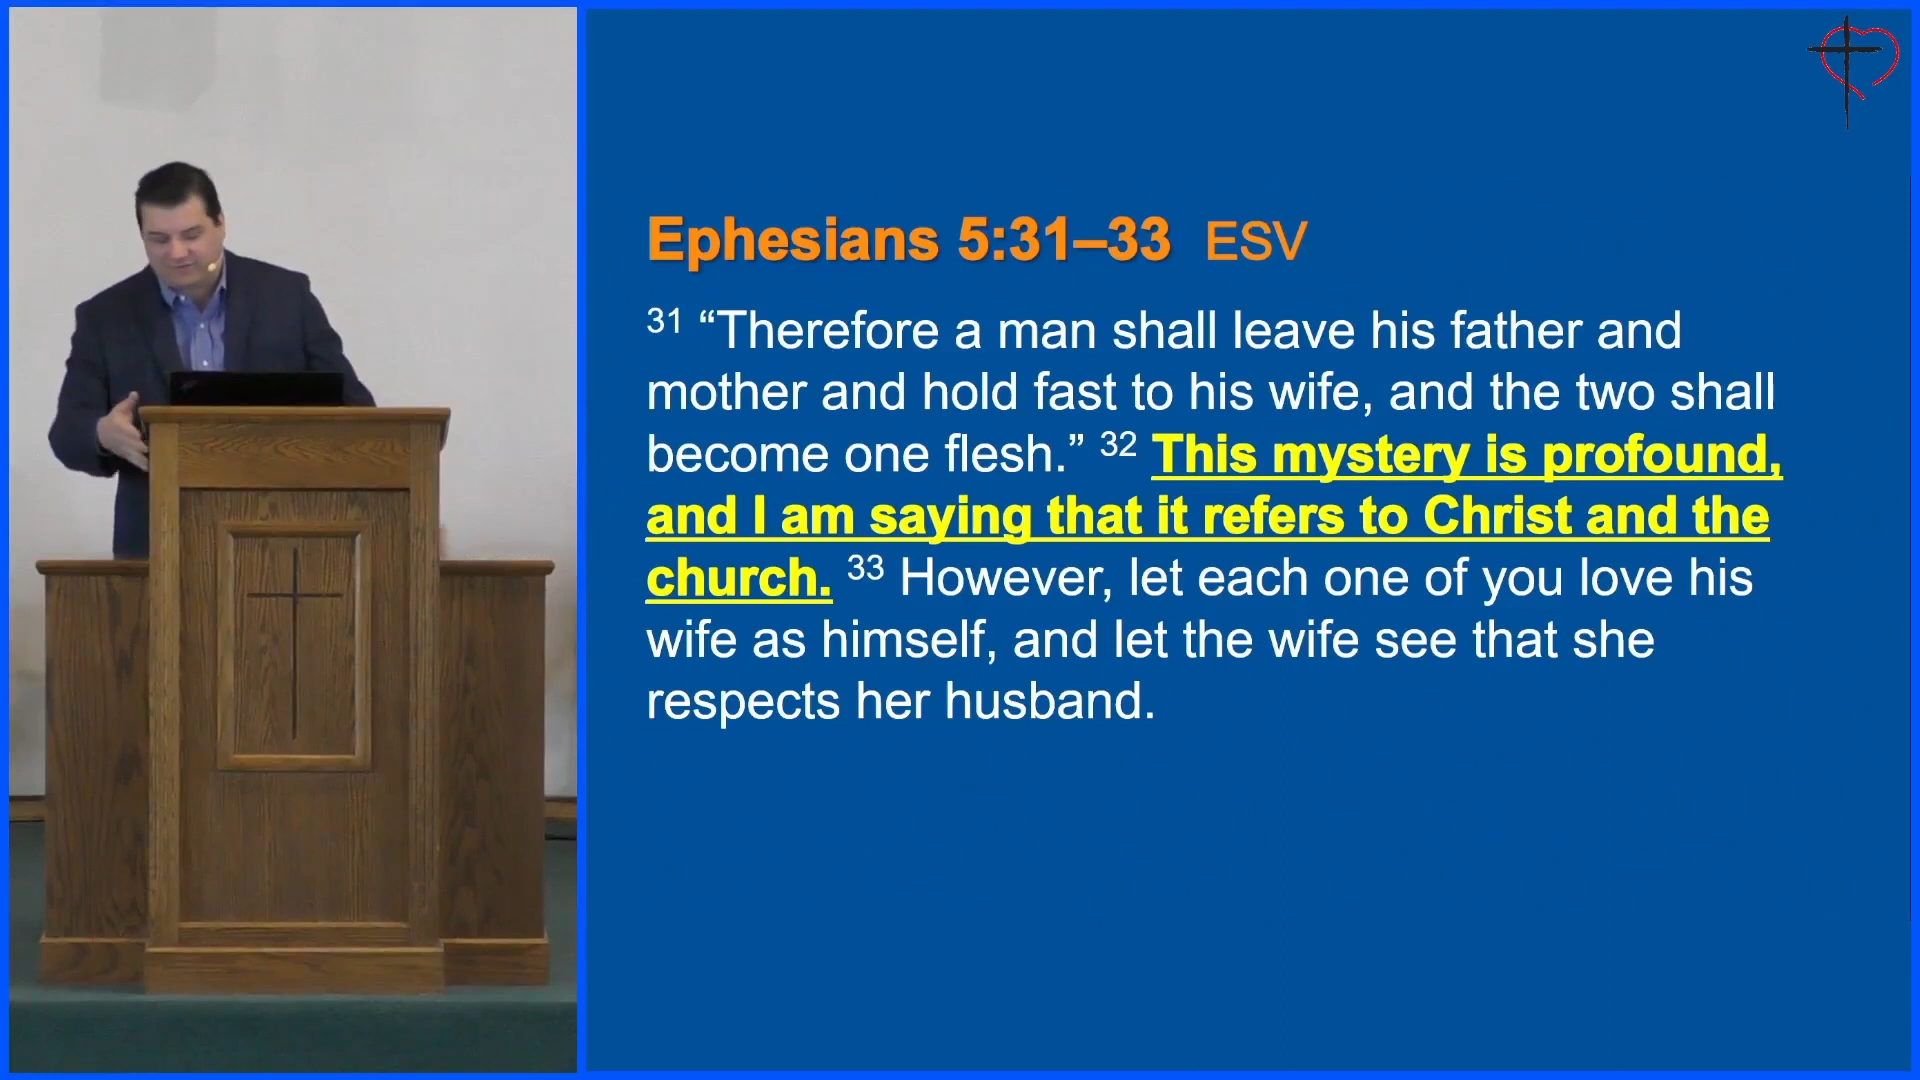 Ephesians 5:31–33 ESV
31 “Therefore a man shall leave his father and
mother and hold fast to his wife, and the two shall
become one flesh.” 32 This mystery is profound,
and I am saying that it refers to Christ and the
church. 33 However, let each one of you love his
wife as himself, and let the wife see that she
respects her husband.